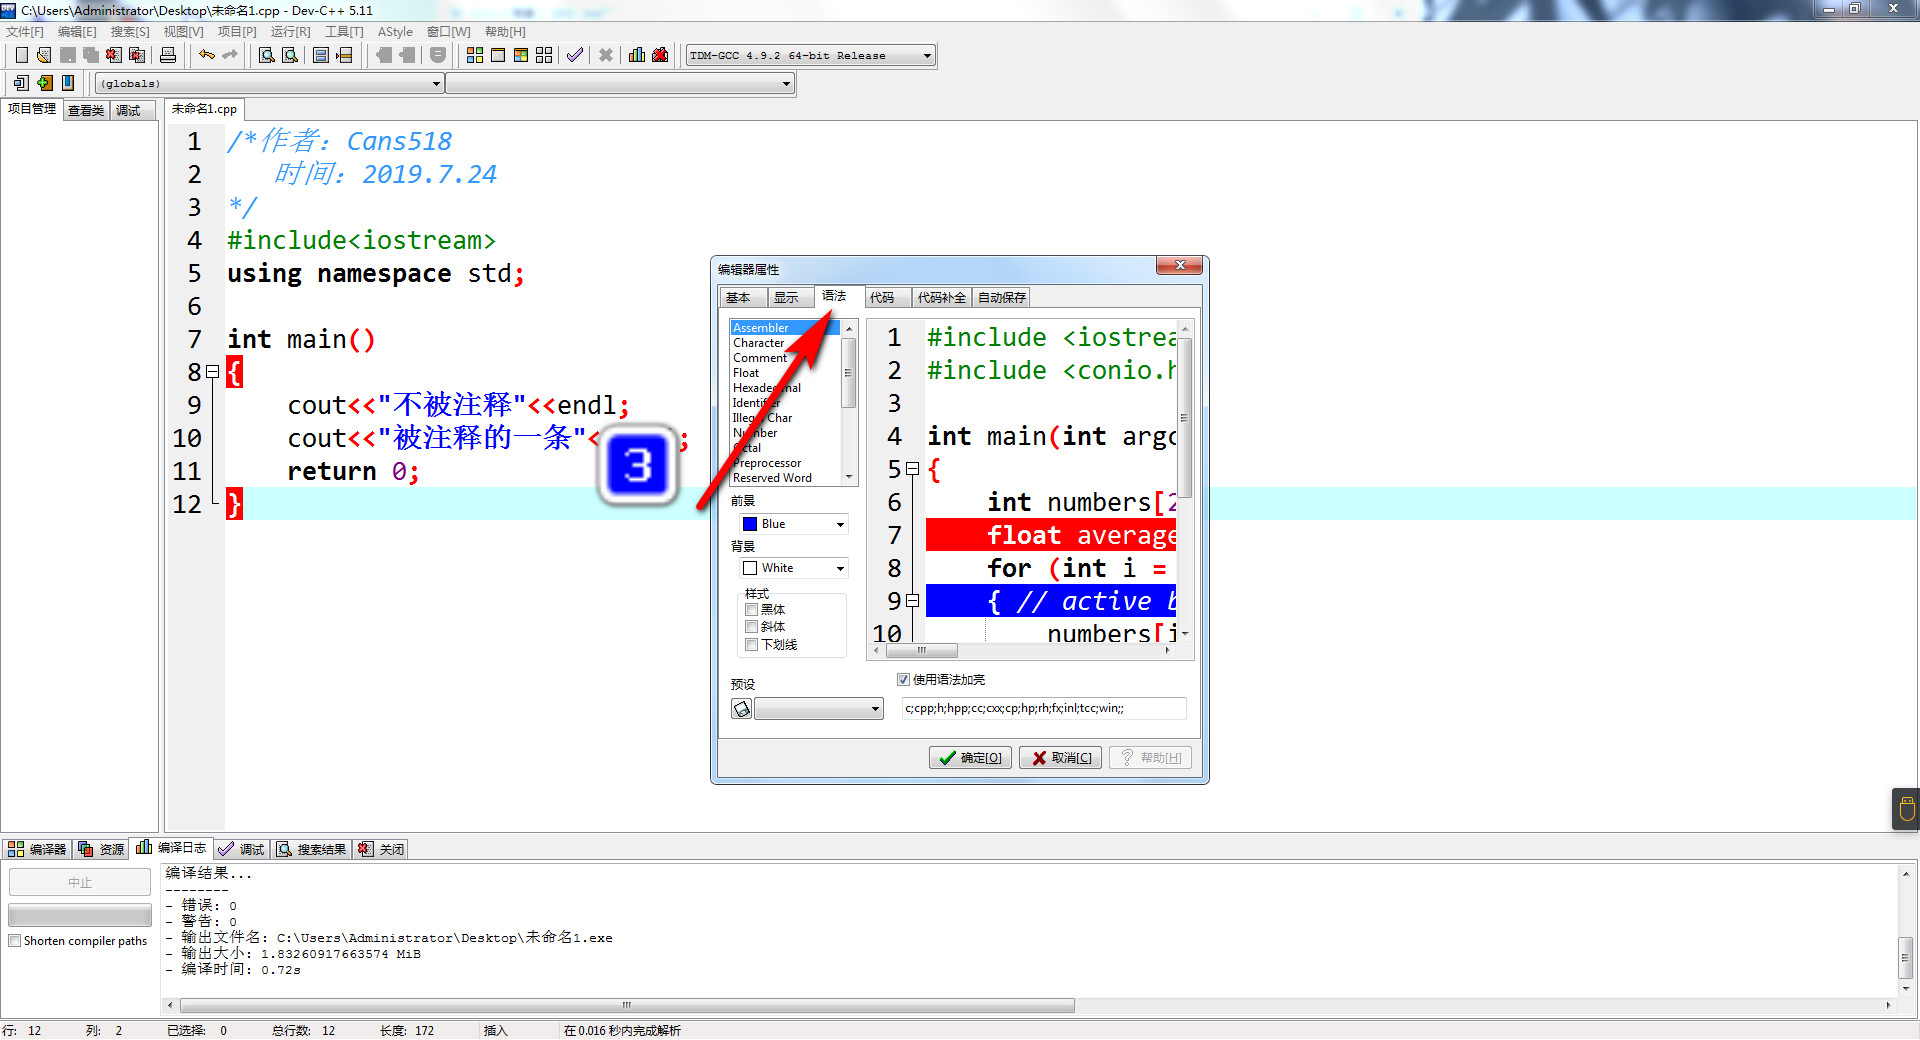 C:\Users\Administrator\Desktop\未命名1.cpp - Dev-C++ 5.11
文件[F] 编辑[E] 搜索[S] 视图[V] 项目[P] 运行[R] 工具[T] AStyle 窗口[W] 帮助[H]
TDM-GCC 4.9.2 64-bit Release
(globals)
项目管理 查看类 调试 未命名1.cpp
1 /*作者：Cans518
2 时间：2019.7.24
3 */
4 #include<iostream>
5 using namespace std;
6
7 int main()
8 {
9 cout<<"不被注释"<<endl;
10 cout<<"被注释的一条"< ;
11 return 0;
12 }
3
编辑器属性
基本 显示 语法 代码 代码补全 自动保存
Assembler
Character
Comment
Float
Hexadecimal
Identifier
Illegal Char
Number
Octal
Preprocessor
Reserved Word
前景
Blue
背景
White
样式
黑体
斜体
下划线
预设
1 #include <iostrea
2 #include <conio.h
3
4 int main(int argc
5 {
6 int numbers[2
7 float average
8 for (int i =
9 { // active b
10 numbers[i
使用语法加亮
c;cpp;h;hpp;cc;cxx;cp;hp;rh;fx;inl;tcc;win;;
确定[O] 取消[C] 帮助[H]
编译器 资源 编译日志 调试 搜索结果 关闭
中止
Shorten compiler paths
编译结果...
--------
- 错误: 0
- 警告: 0
- 输出文件名: C:\Users\Administrator\Desktop\未命名1.exe
- 输出大小: 1.83260917663574 MiB
- 编译时间: 0.72s
行: 12 列: 2 已选择: 0 总行数: 12 长度: 172 插入 在 0.016 秒内完成解析